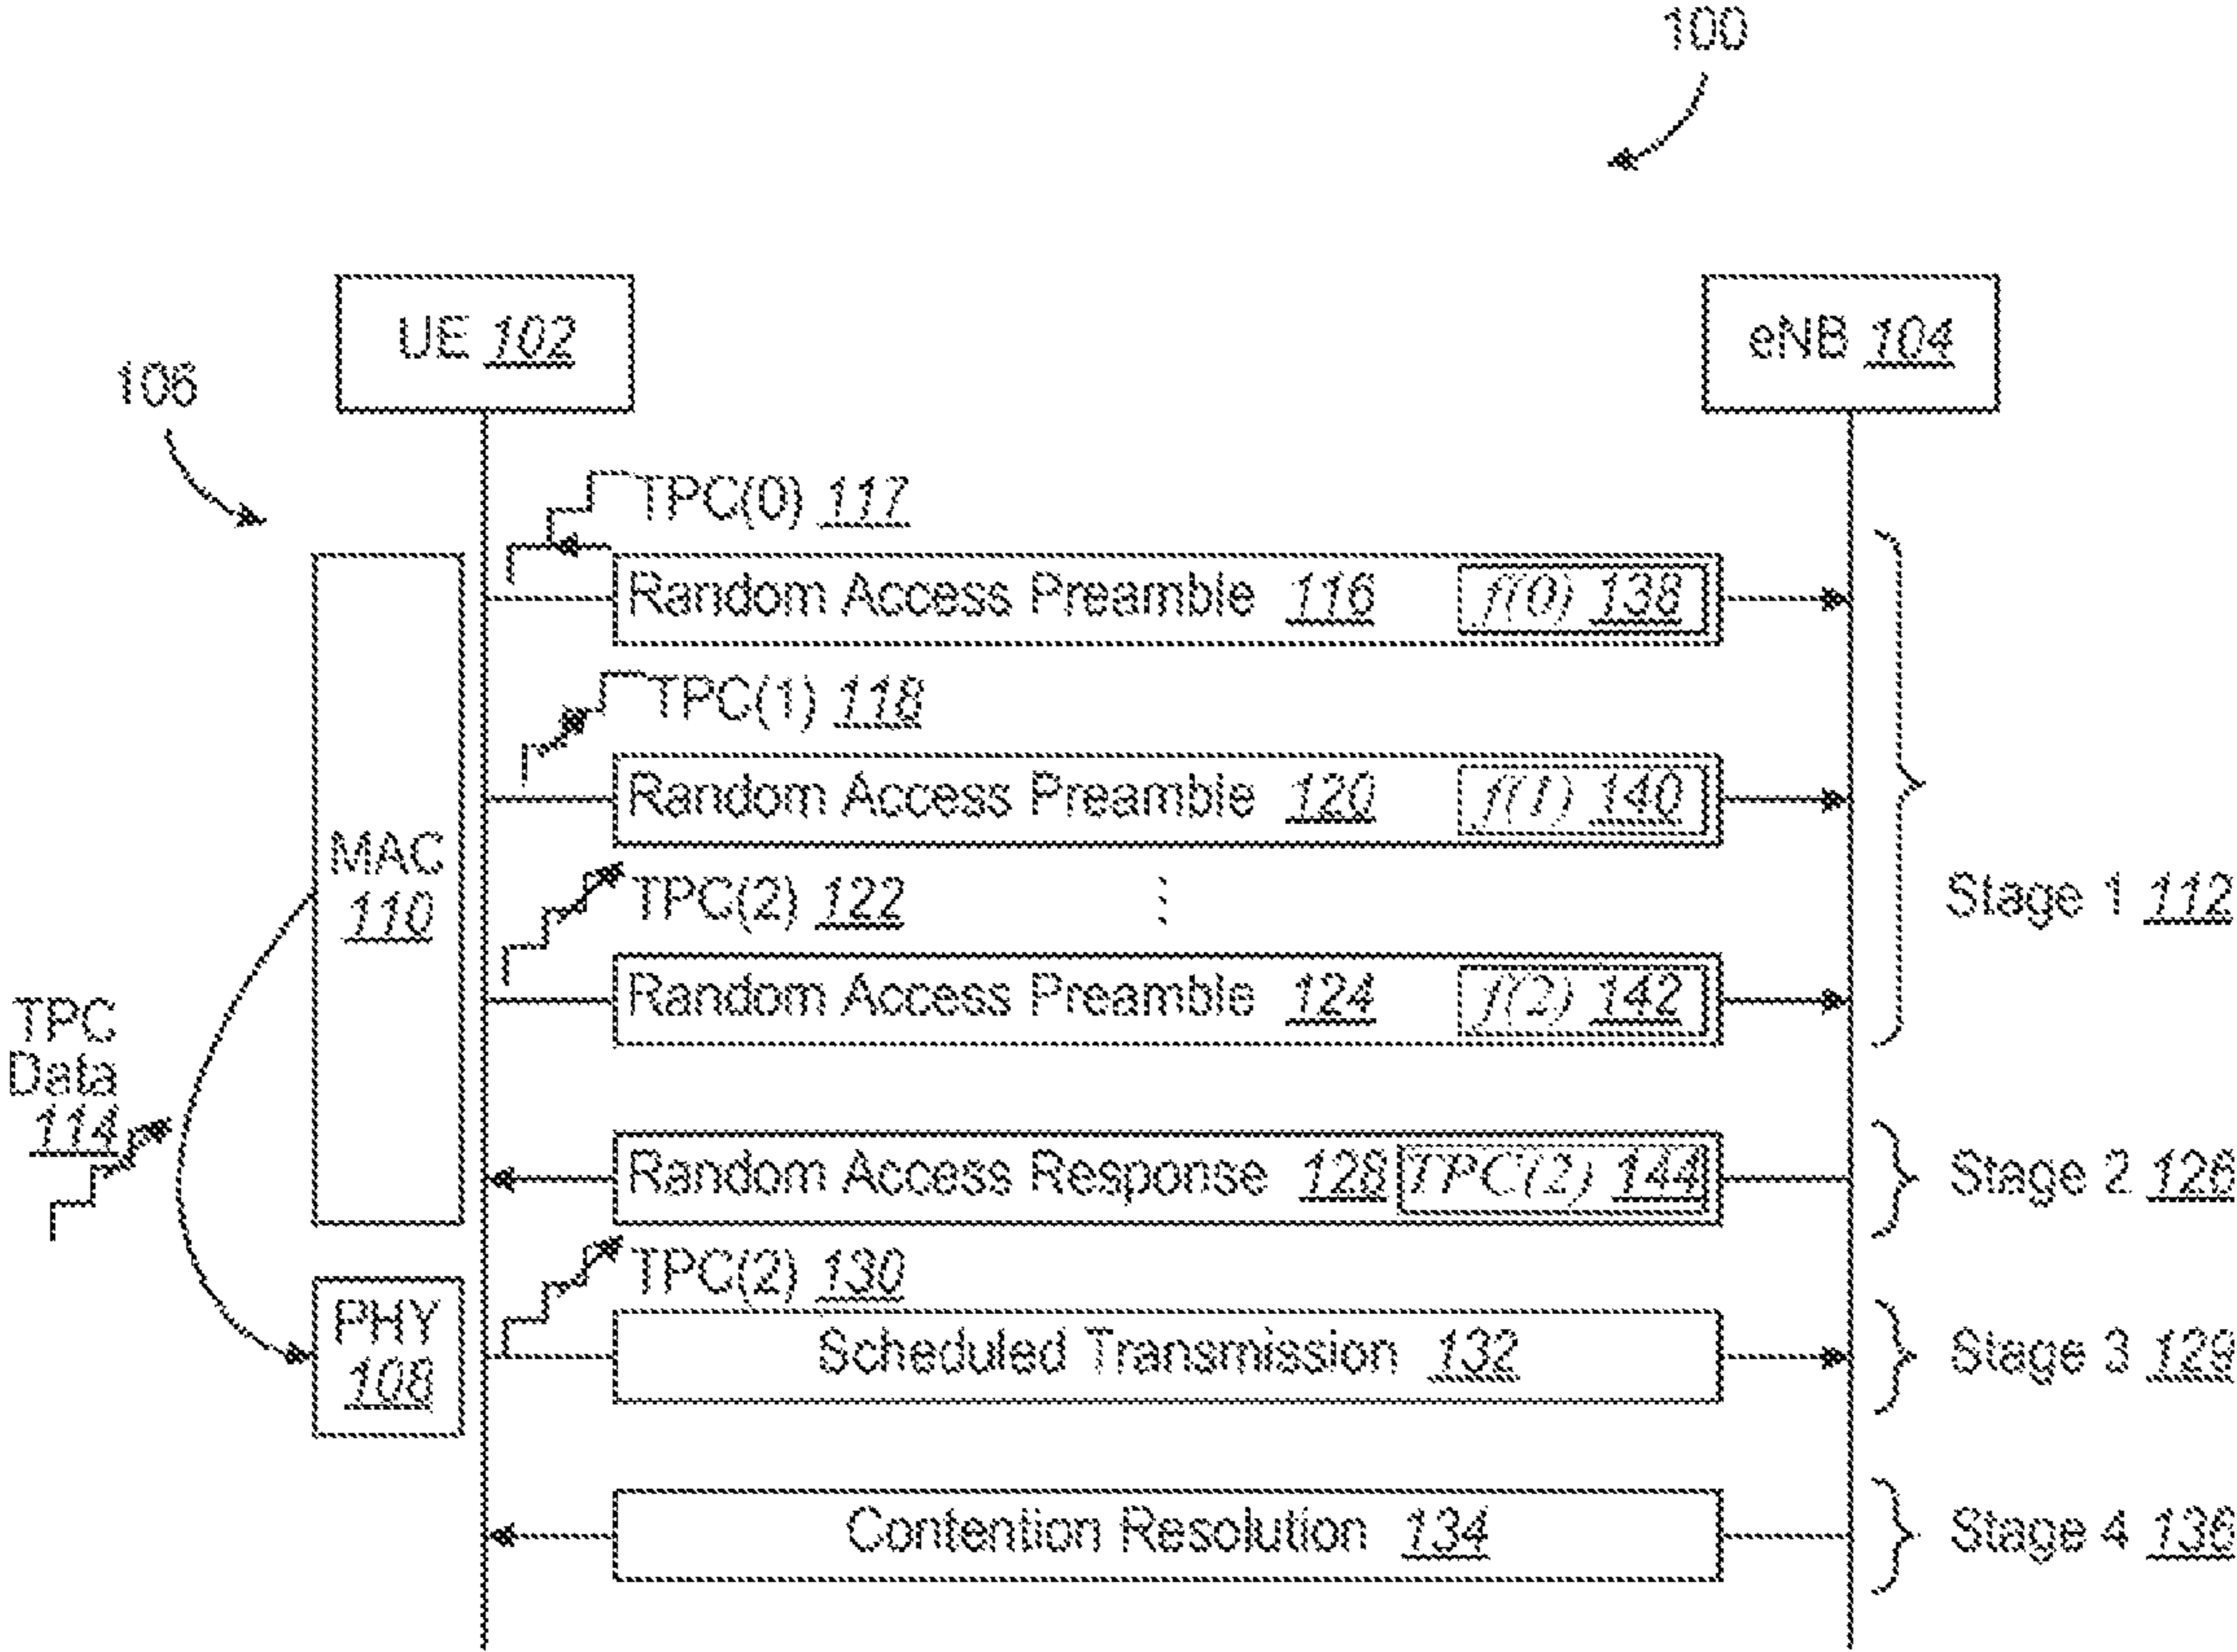 100
UE 102
eNB 104
106
TPC(0) 117
Random Access Preamble 116 f(0) 138
TPC(1) 118
Random Access Preamble 120 f(1) 140
MAC
110
TPC(2) 122
⋮
Stage 1 112
Random Access Preamble 124 f(2) 142
TPC
Data
114
Random Access Response 128 TPC(2) 144
Stage 2 126
TPC(2) 130
PHY
108
Scheduled Transmission 132
Stage 3 129
Contention Resolution 134
Stage 4 136